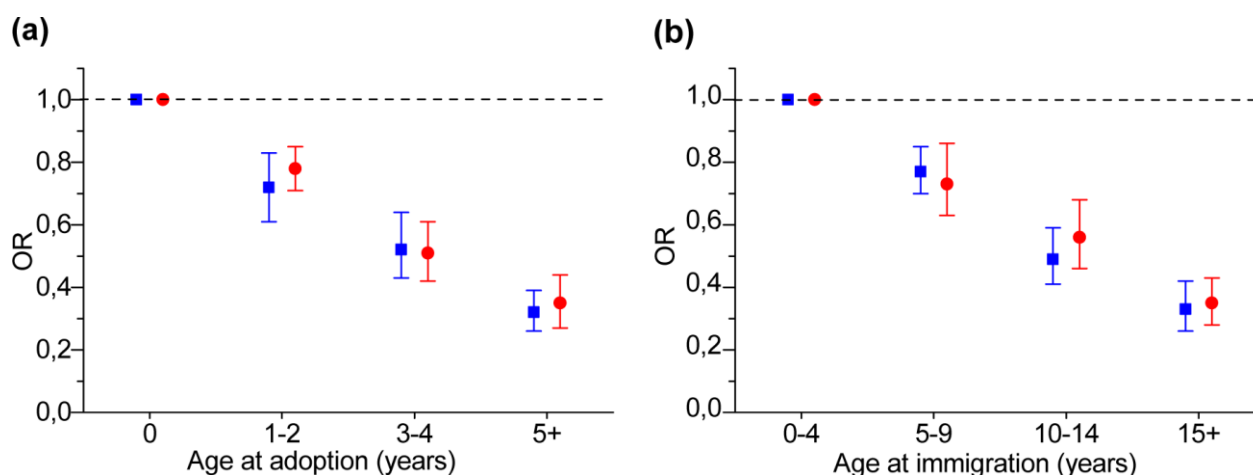 (a)
1,0
0,8
0,6
0,4
0,2
0,0
OR
0 1-2 3-4 5+
Age at adoption (years)
(b)
1,0
0,8
0,6
0,4
0,2
0,0
OR
0-4 5-9 10-14 15+
Age at immigration (years)